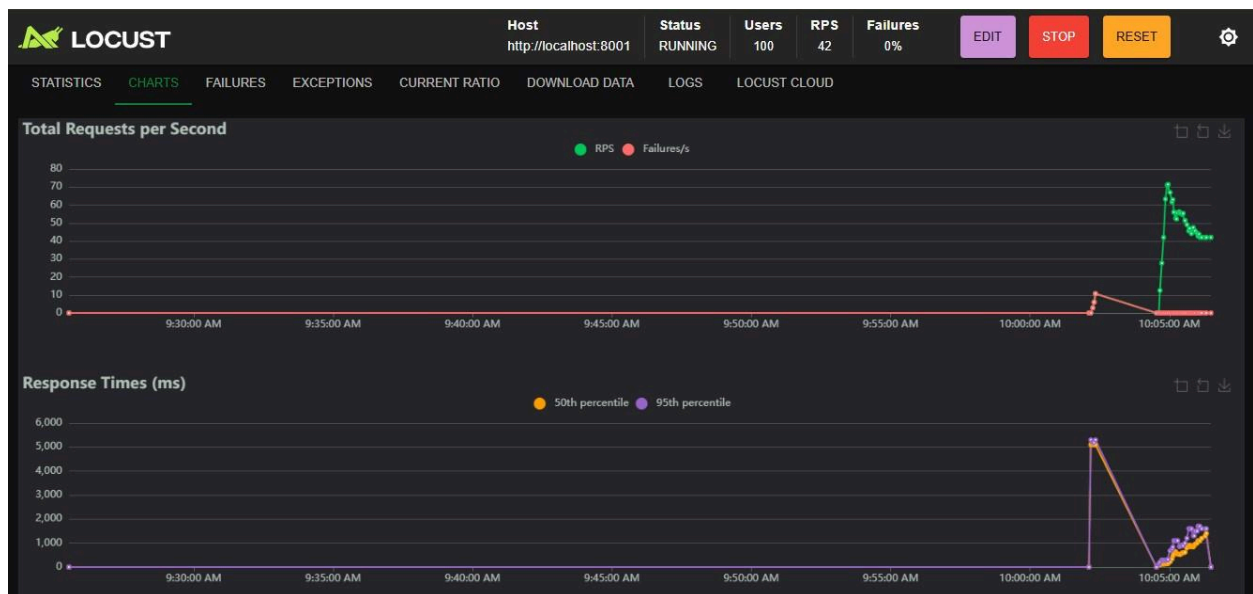 LOCUST
Host
http://localhost:8001
Status
RUNNING
Users
100
RPS
42
Failures
0%
EDIT
STOP
RESET
STATISTICS CHARTS FAILURES EXCEPTIONS CURRENT RATIO DOWNLOAD DATA LOGS LOCUST CLOUD
Total Requests per Second
RPS Failures/s
80
70
60
50
40
30
20
10
0
9:30:00 AM 9:35:00 AM 9:40:00 AM 9:45:00 AM 9:50:00 AM 9:55:00 AM 10:00:00 AM 10:05:00 AM
Response Times (ms)
50th percentile 95th percentile
6,000
5,000
4,000
3,000
2,000
1,000
0
9:30:00 AM 9:35:00 AM 9:40:00 AM 9:45:00 AM 9:50:00 AM 9:55:00 AM 10:00:00 AM 10:05:00 AM